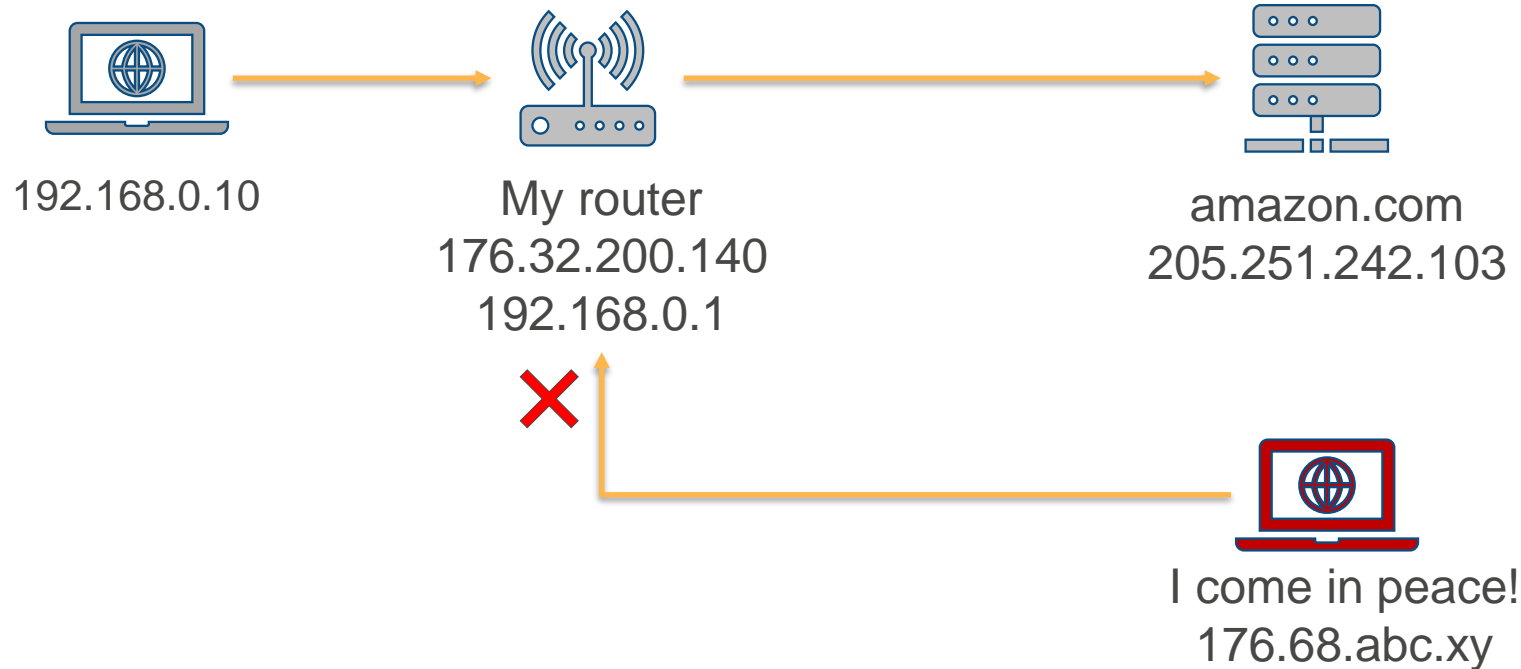 192.168.0.10
My router
176.32.200.140
192.168.0.1
amazon.com
205.251.242.103
I come in peace!
176.68.abc.xy